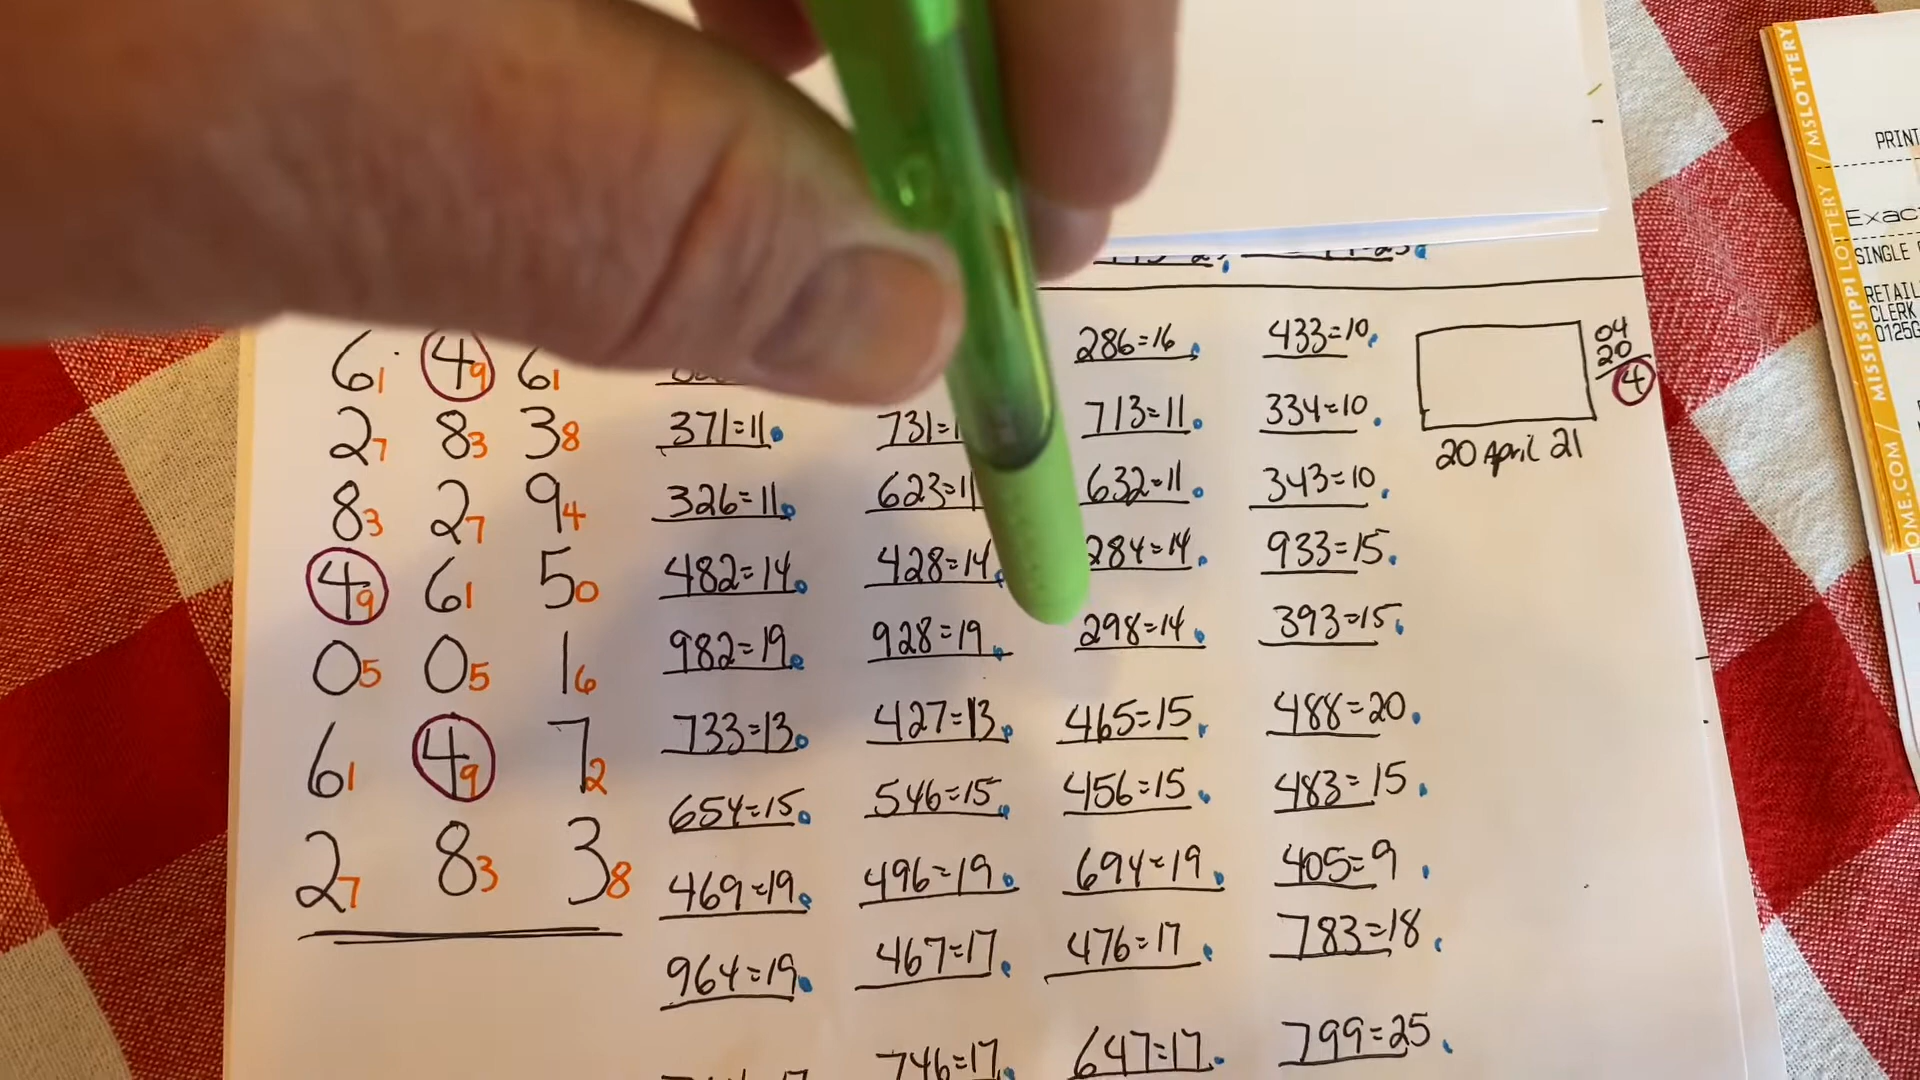 286=16 433=10
04
20
4
20 April 21
6 1 4 9 6 1
2 7 8 3 3 8
8 3 2 7 9 4
4 9 6 1 5 0
0 5 0 5 1 6
6 1 4 9 7 2
2 7 8 3 3 8
371=11 713=11 334=10
326=11 632=11 343=10
482=14 428=14 284=14 933=15
982=19 928=19 298=14 393=15
733=13 427=13 465=15 488=20
654=15 546=15 456=15 483=15
469=19 496=19 694=19 405=9
964=19 467=17 476=17 783=18
746=17 647=17 799=25
/ MSLOTTERY
/ MISSISSIPPI LOTTERY
OME.COM /
SINGLE
CLERK
0125G